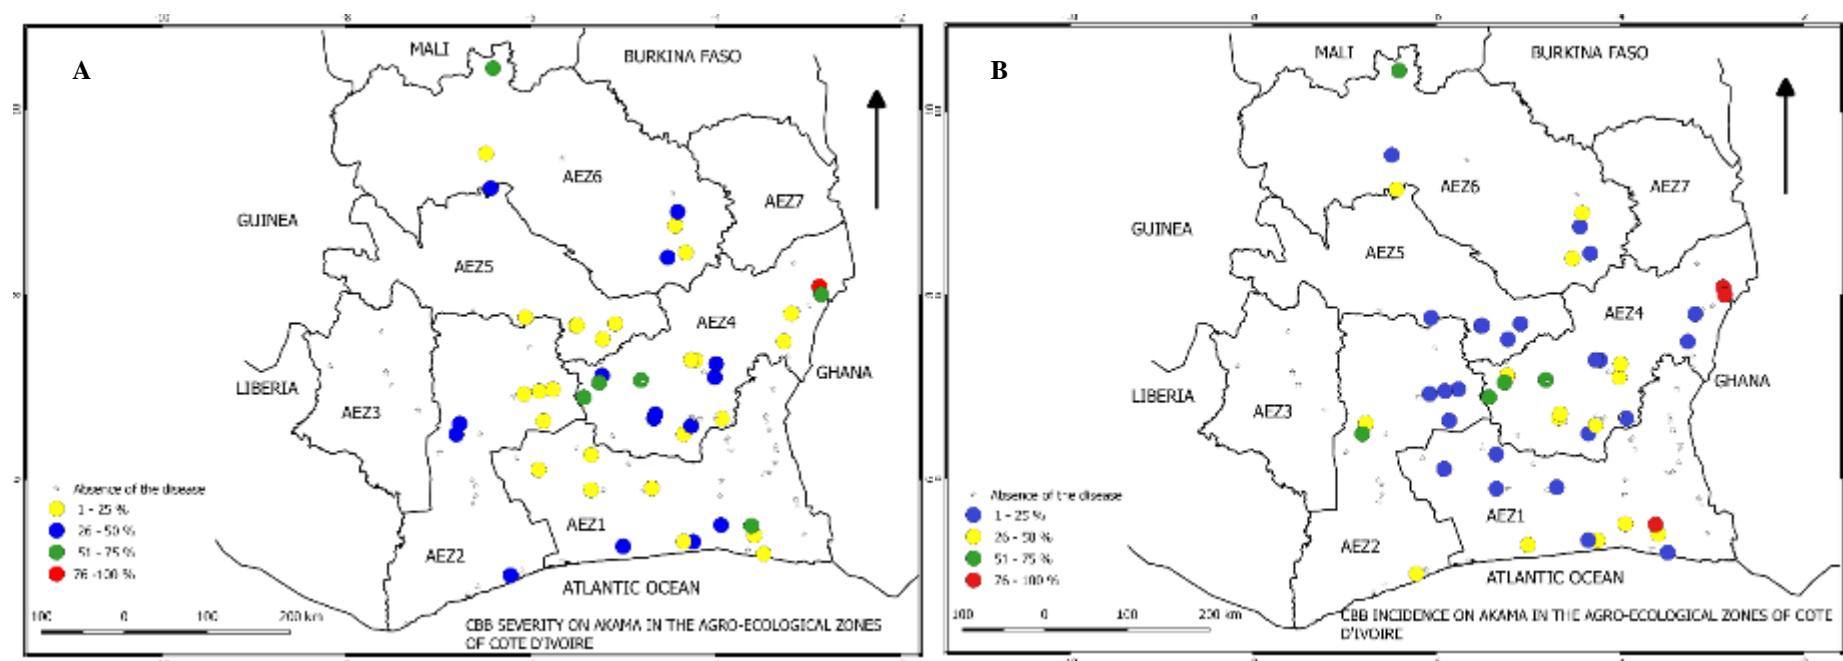 A
MALI
BURKINA FASO
AEZ6
AEZ7
GUINEA
AEZ5
AEZ4
GHANA
LIBERIA
AEZ3
Absence of the disease
1 - 25 %
26 - 50 %
51 - 75 %
76 -100 %
AEZ1
AEZ2
ATLANTIC OCEAN
100 0 100 200 km
CBB SEVERITY ON AKAMA IN THE AGRO-ECOLOGICAL ZONES
OF COTE D'IVOIRE
B
MALI
BURKINA FASO
AEZ6
AEZ7
GUINEA
AEZ5
AEZ4
GHANA
LIBERIA
AEZ3
Absence of the disease
1 - 25 %
26 - 50 %
51 - 75 %
76 - 100 %
AEZ1
AEZ2
ATLANTIC OCEAN
100 0 100 200 km
CBB INCIDENCE ON AKAMA IN THE AGRO-ECOLOGICAL ZONES OF COTE
D'IVOIRE